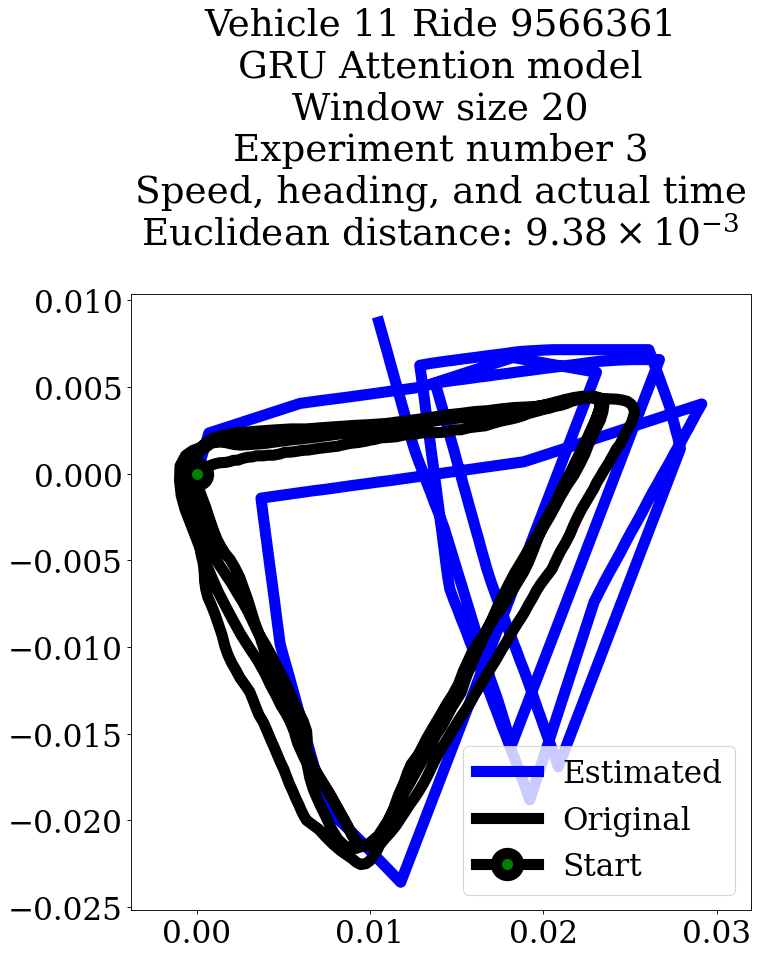 Vehicle 11 Ride 9566361
GRU Attention model
Window size 20
Experiment number 3
Speed, heading, and actual time
Euclidean distance: 9.38 × 10⁻³
0.010
0.005
0.000
−0.005
−0.010
−0.015
−0.020
−0.025
Estimated
Original
Start
0.00 0.01 0.02 0.03